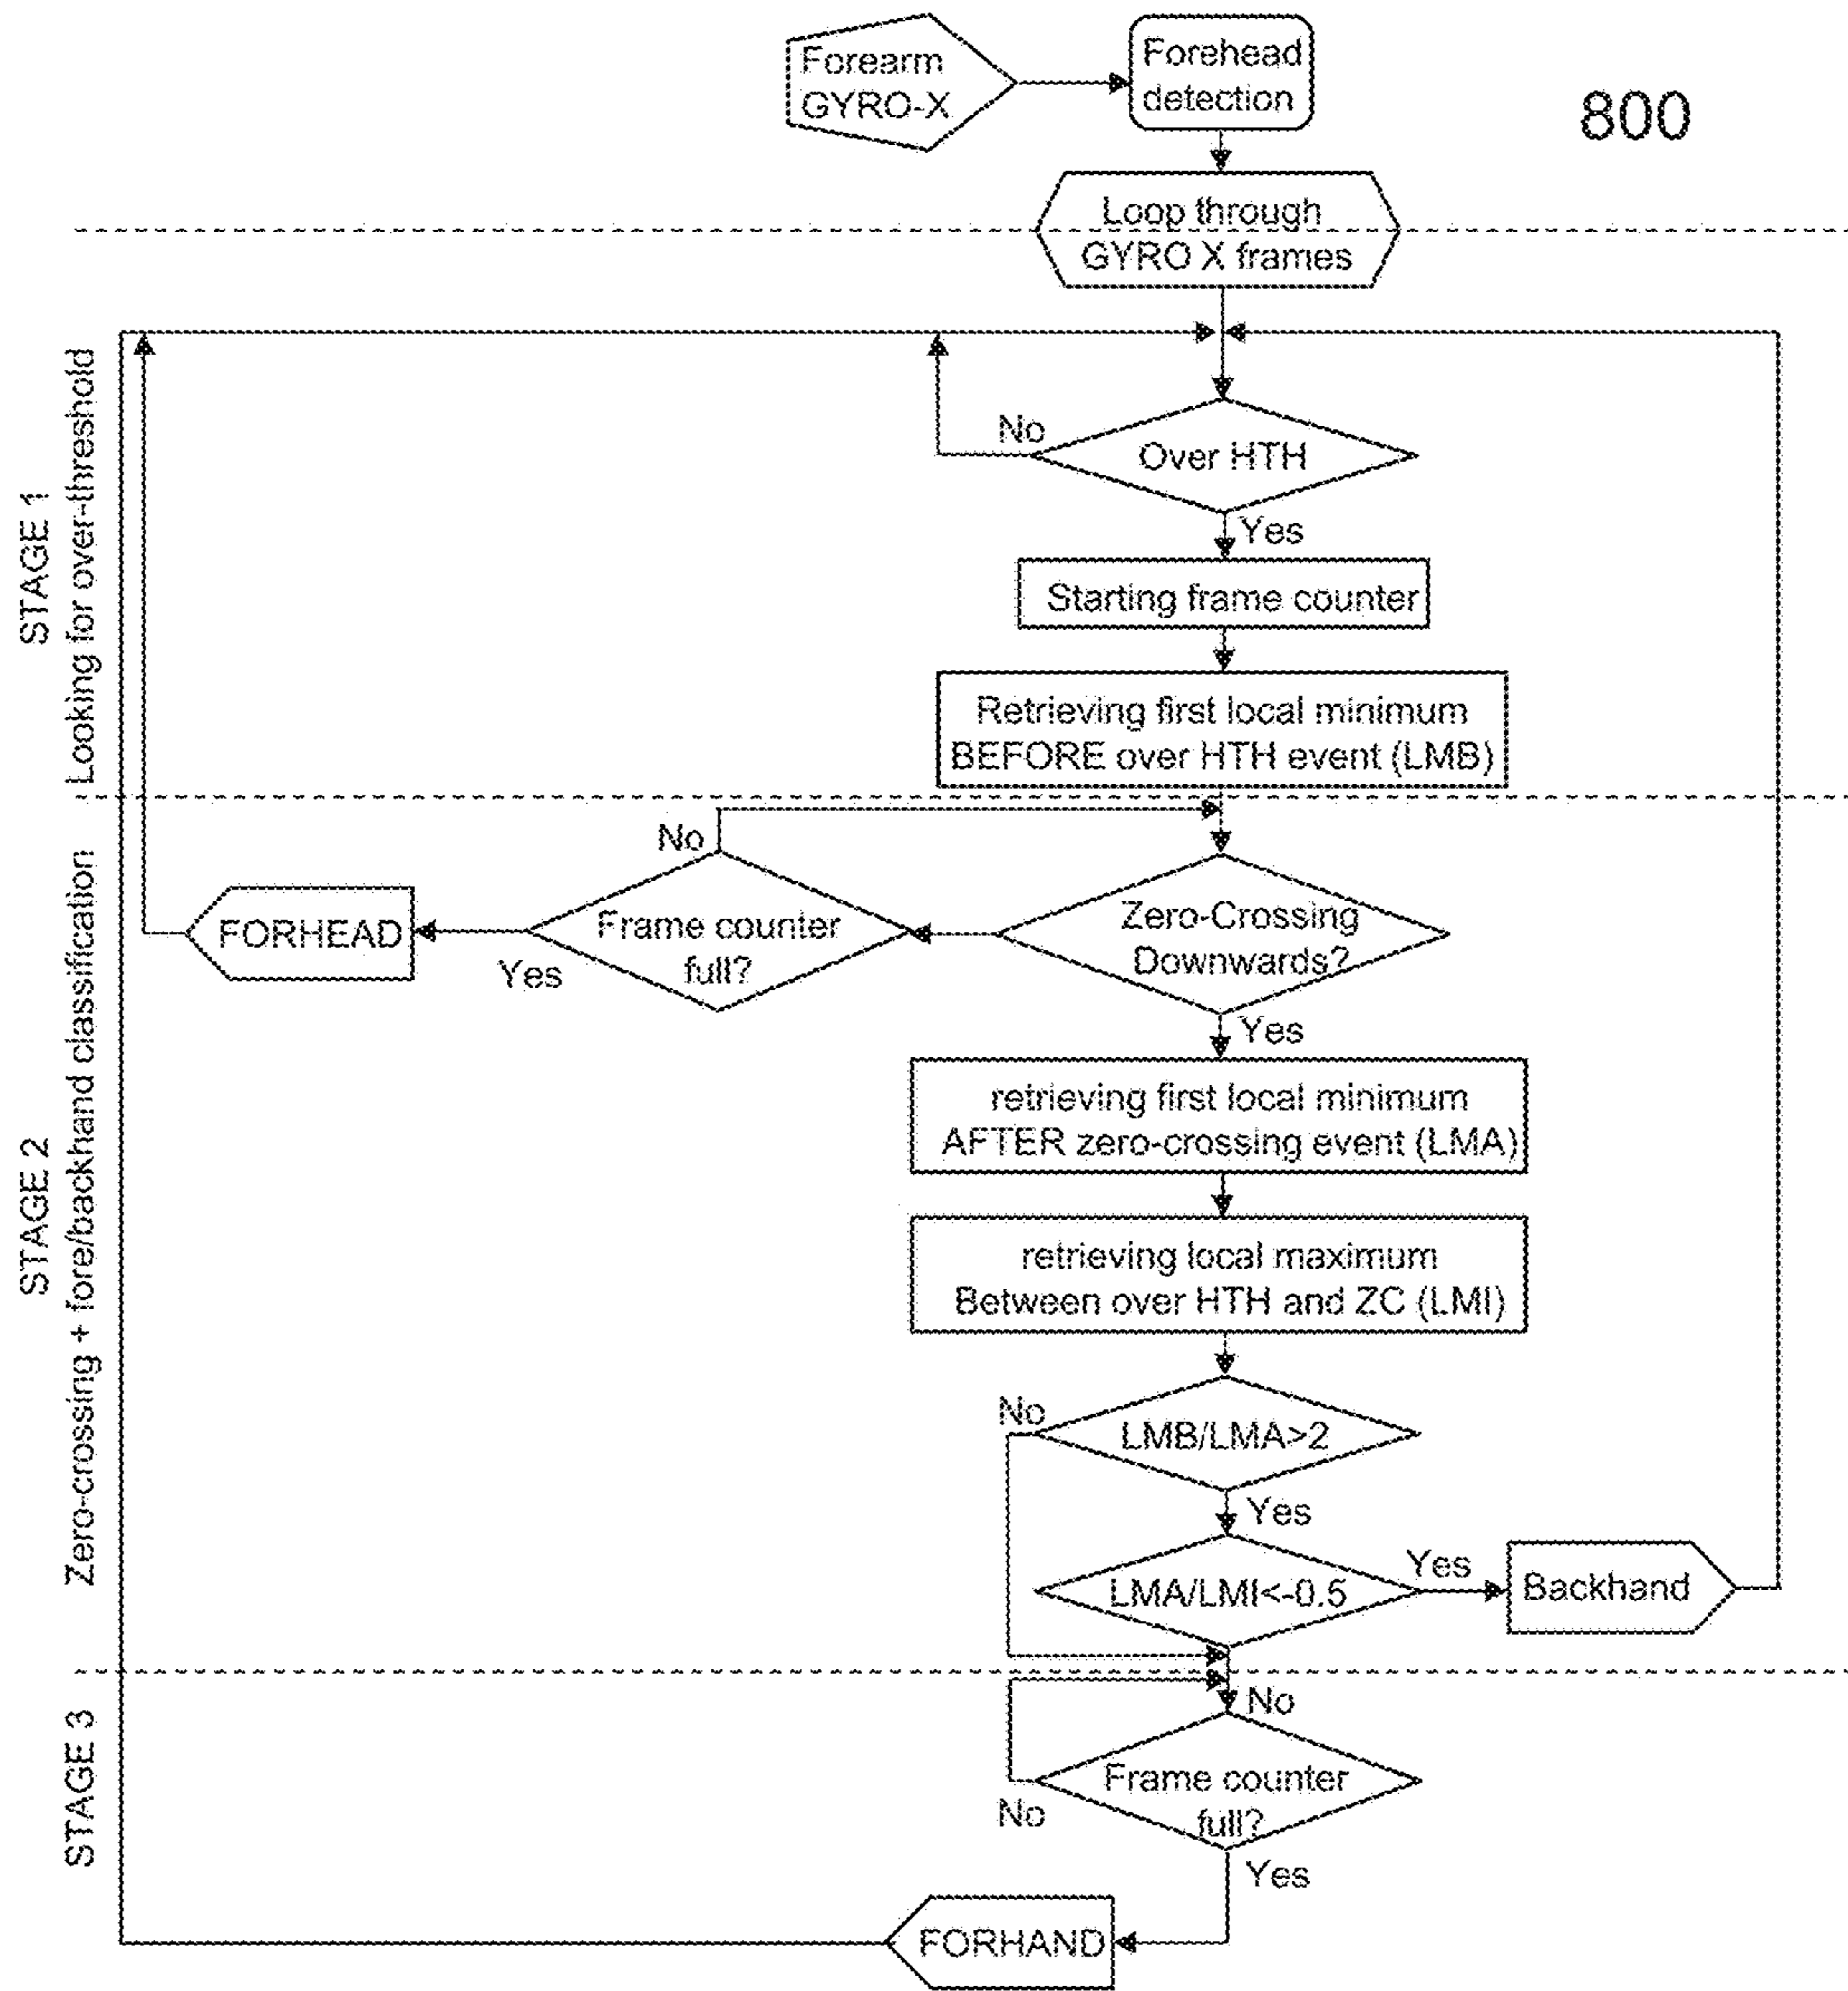 Forearm
GYRO-X
Forehead
detection
800
Loop through
GYRO X frames
STAGE 1
Looking for over-threshold
No
Over HTH
Yes
Starting frame counter
Retrieving first local minimum
BEFORE over HTH event (LMB)
STAGE 2
Zero-crossing + fore/backhand classification
No
FORHEAD
Frame counter
full?
Yes
Zero-Crossing
Downwards?
Yes
retrieving first local minimum
AFTER zero-crossing event (LMA)
retrieving local maximum
Between over HTH and ZC (LMI)
No
LMB/LMA>2
Yes
LMA/LMI<-0.5
Yes
Backhand
STAGE 3
No
Frame counter
full?
No
Yes
FORHAND